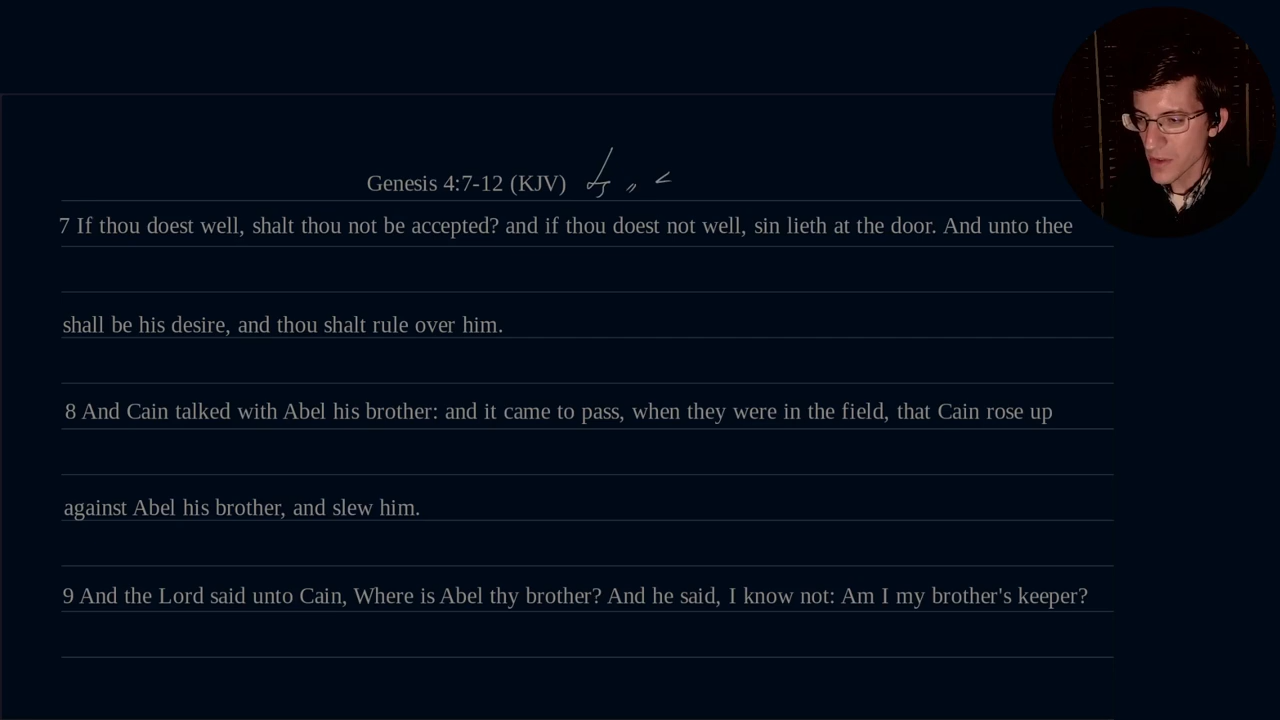 Genesis 4:7-12 (KJV)
7 If thou doest well, shalt thou not be accepted? and if thou doest not well, sin lieth at the door. And unto thee
shall be his desire, and thou shalt rule over him.
8 And Cain talked with Abel his brother: and it came to pass, when they were in the field, that Cain rose up
against Abel his brother, and slew him.
9 And the Lord said unto Cain, Where is Abel thy brother? And he said, I know not: Am I my brother's keeper?